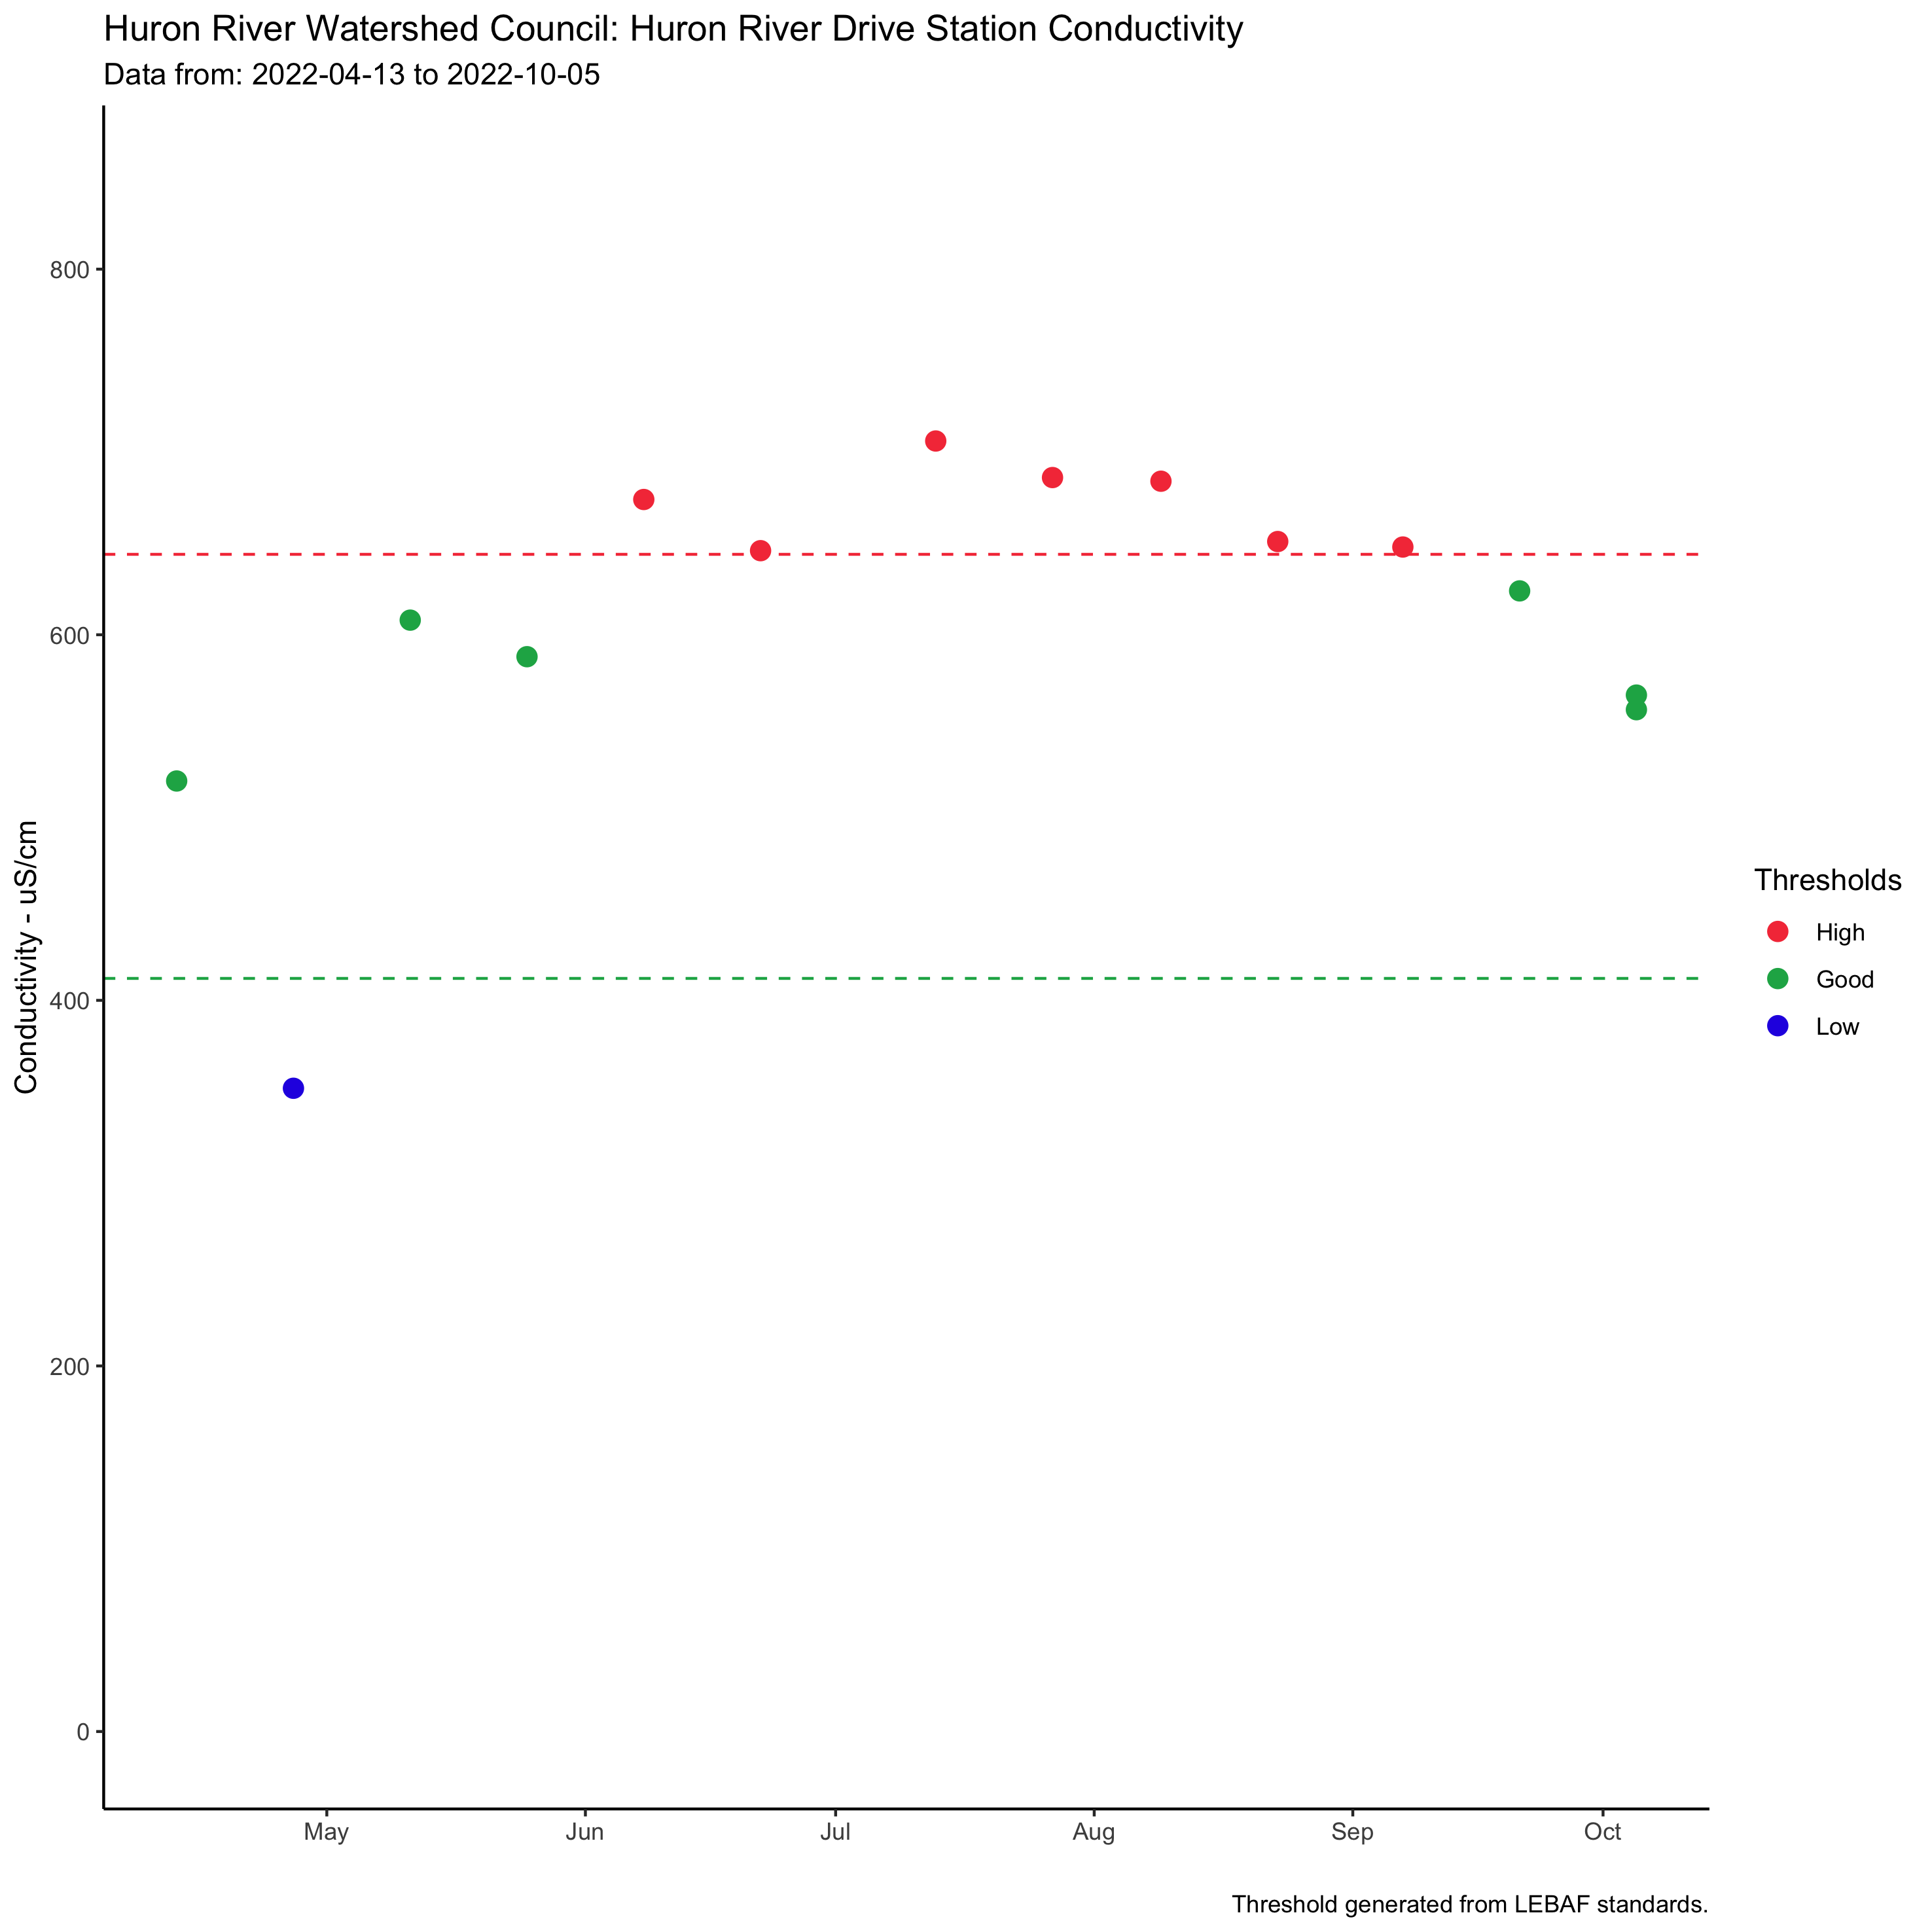 Huron River Watershed Council: Huron River Drive Station Conductivity
Data from: 2022-04-13 to 2022-10-05
Conductivity - uS/cm
800
600
400
200
0
May Jun Jul Aug Sep Oct
Thresholds
High
Good
Low
Threshold generated from LEBAF standards.